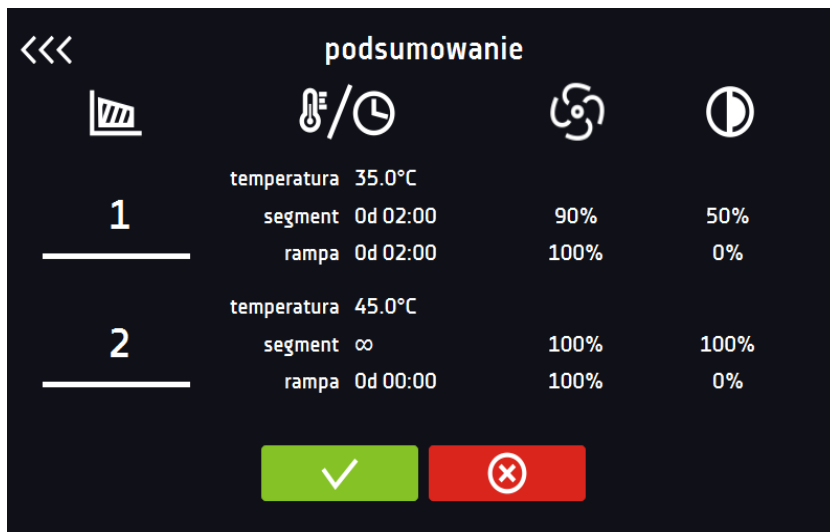 <<< podsumowanie
temperatura 35.0°C
1 segment 0d 02:00 90% 50%
rampa 0d 02:00 100% 0%
temperatura 45.0°C
2 segment ∞ 100% 100%
rampa 0d 00:00 100% 0%